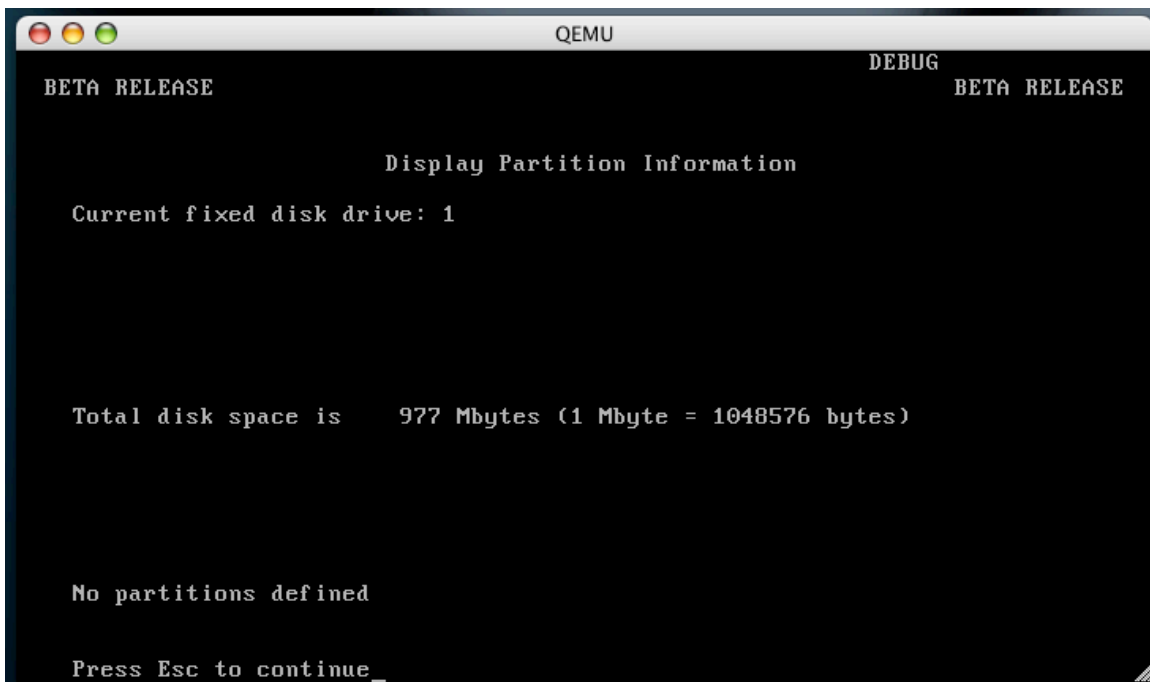 QEMU
DEBUG
BETA RELEASE BETA RELEASE
Display Partition Information
Current fixed disk drive: 1
Total disk space is 977 Mbytes (1 Mbyte = 1048576 bytes)
No partitions defined
Press Esc to continue_